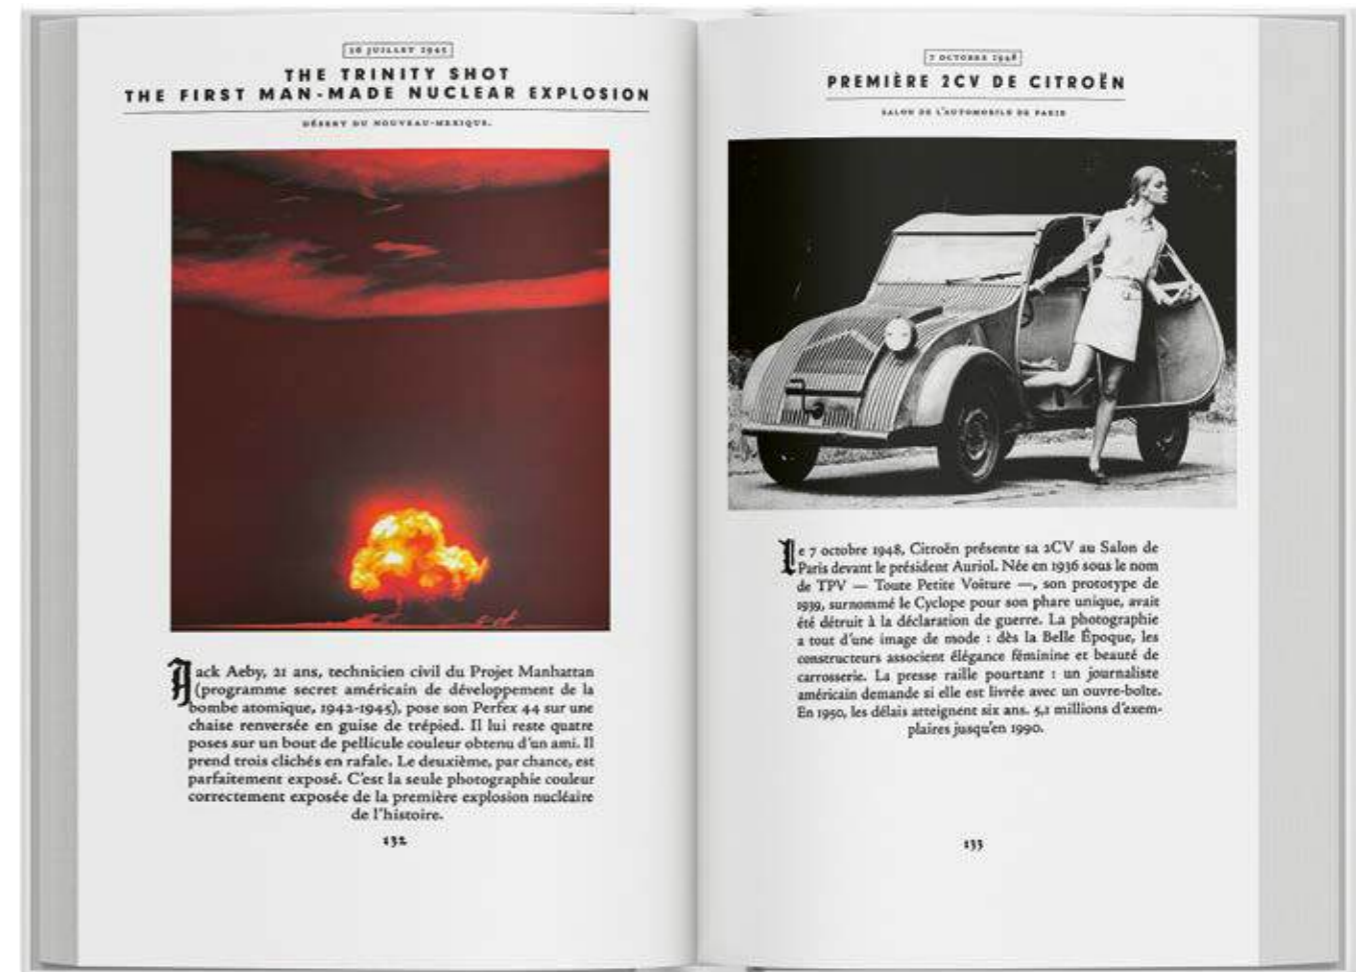 16 JUILLET 1945
THE TRINITY SHOT
THE FIRST MAN-MADE NUCLEAR EXPLOSION
DÉSERT DU NOUVEAU-MEXIQUE.
Jack Aeby, 21 ans, technicien civil du Projet Manhattan
(programme secret américain de développement de la
bombe atomique, 1942-1945), pose son Perfex 44 sur une
chaise renversée en guise de trépied. Il lui reste quatre
poses sur un bout de pellicule couleur obtenu d'un ami. Il
prend trois clichés en rafale. Le deuxième, par chance, est
parfaitement exposé. C'est la seule photographie couleur
correctement exposée de la première explosion nucléaire
de l'histoire.
132
7 OCTOBRE 1948
PREMIÈRE 2CV DE CITROËN
SALON DE L'AUTOMOBILE DE PARIS
Le 7 octobre 1948, Citroën présente sa 2CV au Salon de
Paris devant le président Auriol. Née en 1936 sous le nom
de TPV — Toute Petite Voiture —, son prototype de
1939, surnommé le Cyclope pour son phare unique, avait
été détruit à la déclaration de guerre. La photographie
a tout d'une image de mode : dès la Belle Époque, les
constructeurs associent élégance féminine et beauté de
carrosserie. La presse raille pourtant : un journaliste
américain demande si elle est livrée avec un ouvre-boîte.
En 1950, les délais atteignent six ans. 5,1 millions d'exem-
plaires jusqu'en 1990.
133